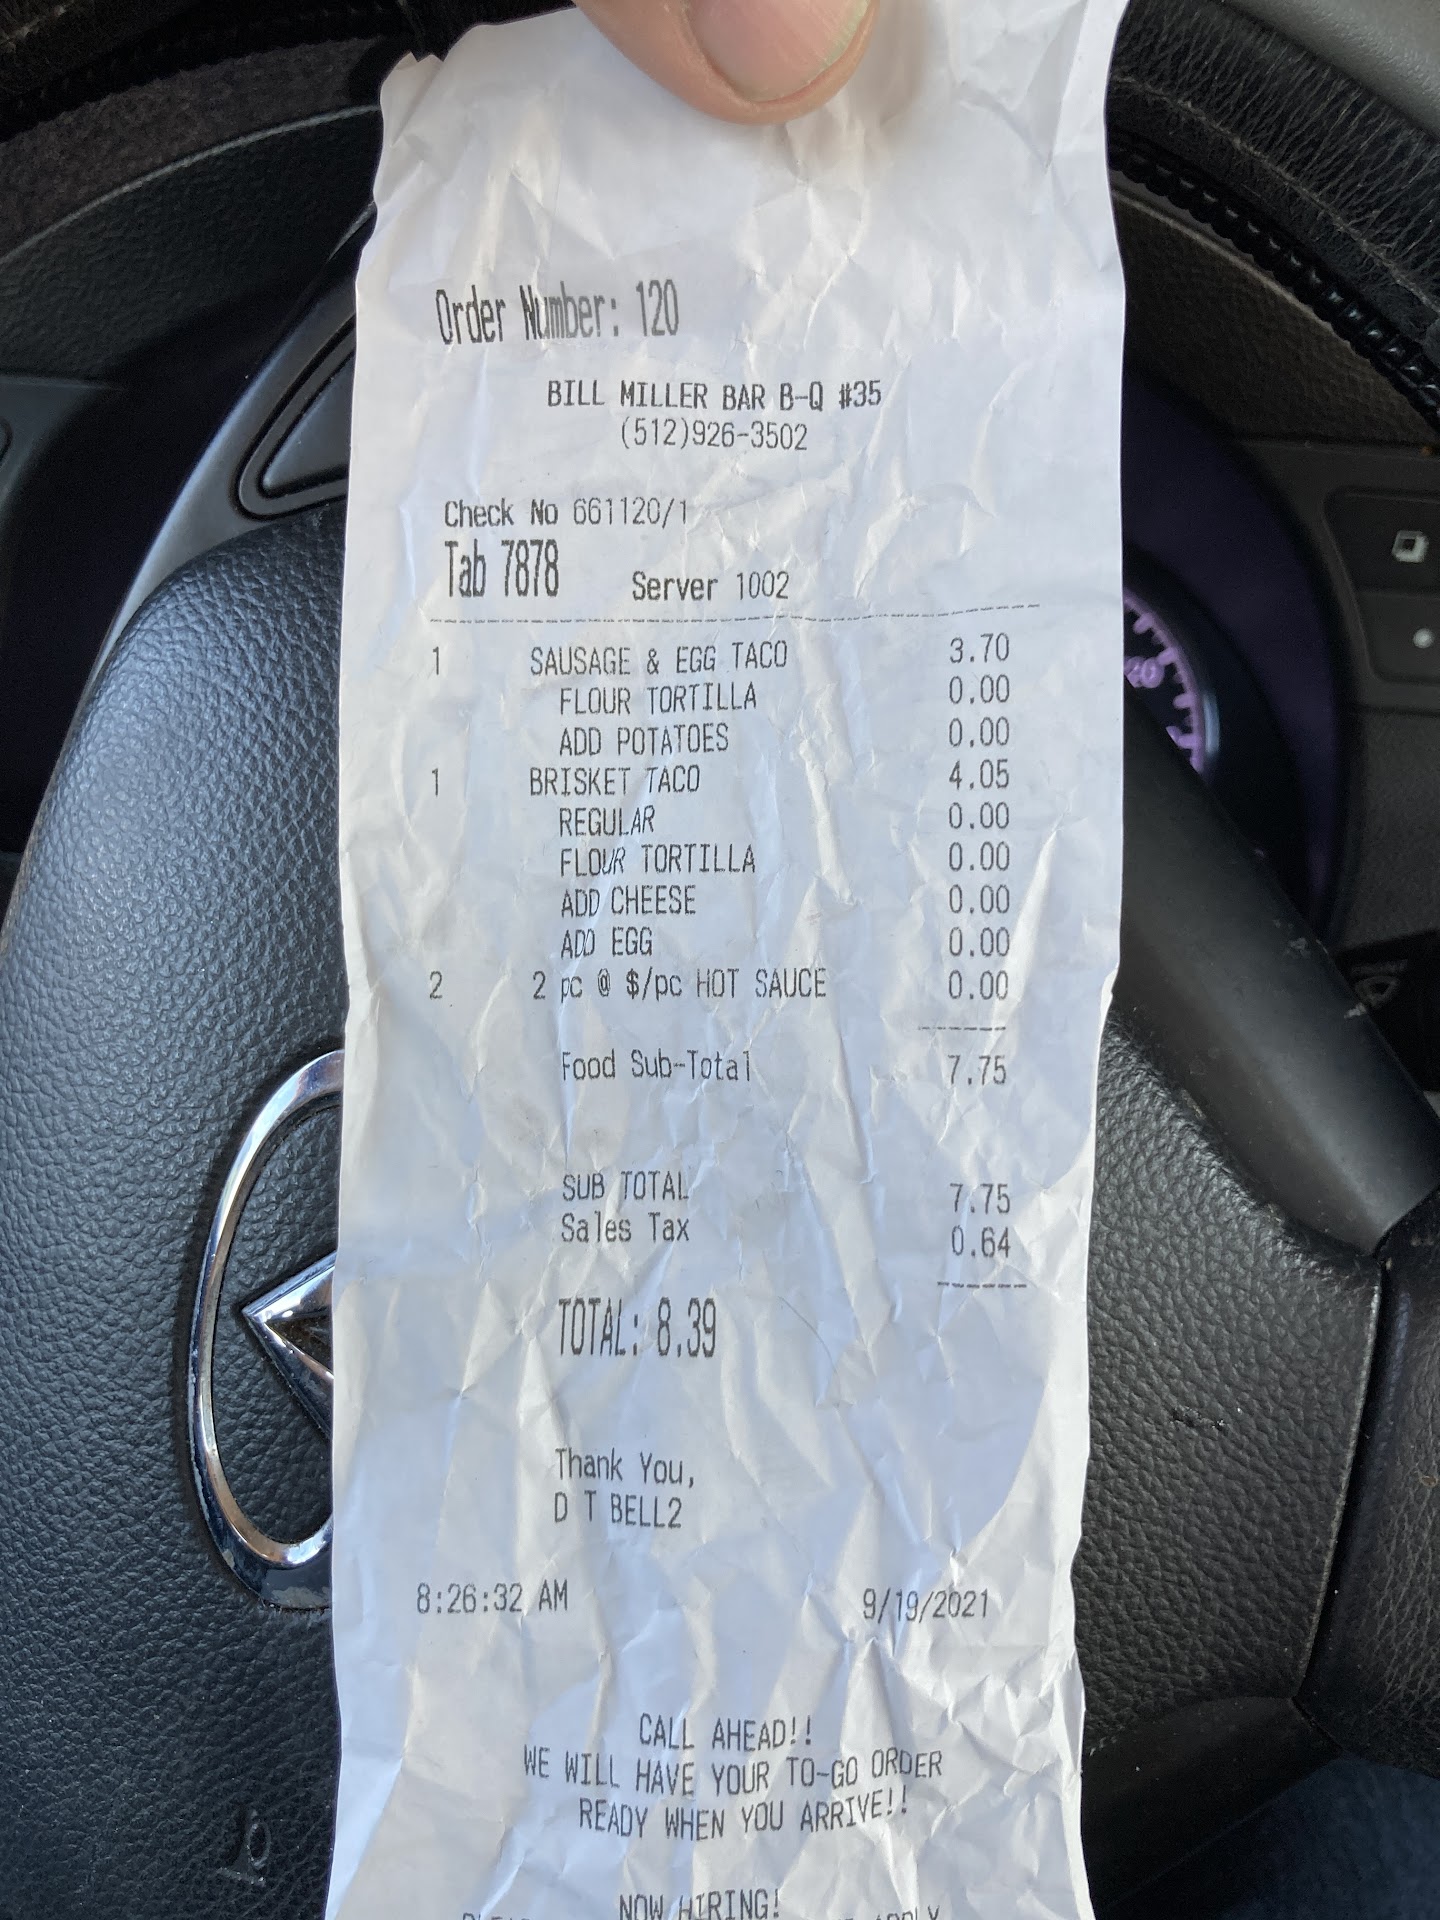 Order Number: 120
BILL MILLER BAR B-Q #35
(512)926-3502
Check No 661120/1
Tab 7878 Server 1002
1 SAUSAGE & EGG TACO 3.70
FLOUR TORTILLA 0.00
ADD POTATOES 0.00
1 BRISKET TACO 4.05
REGULAR 0.00
FLOUR TORTILLA 0.00
ADD CHEESE 0.00
ADD EGG 0.00
2 2 pc @ $/pc HOT SAUCE 0.00
Food Sub-Total 7.75
SUB TOTAL 7.75
Sales Tax 0.64
TOTAL: 8.39
Thank You,
D T BELL2
8:26:32 AM 9/19/2021
CALL AHEAD!!
WE WILL HAVE YOUR TO-GO ORDER
READY WHEN YOU ARRIVE!!
NOW HIRING!